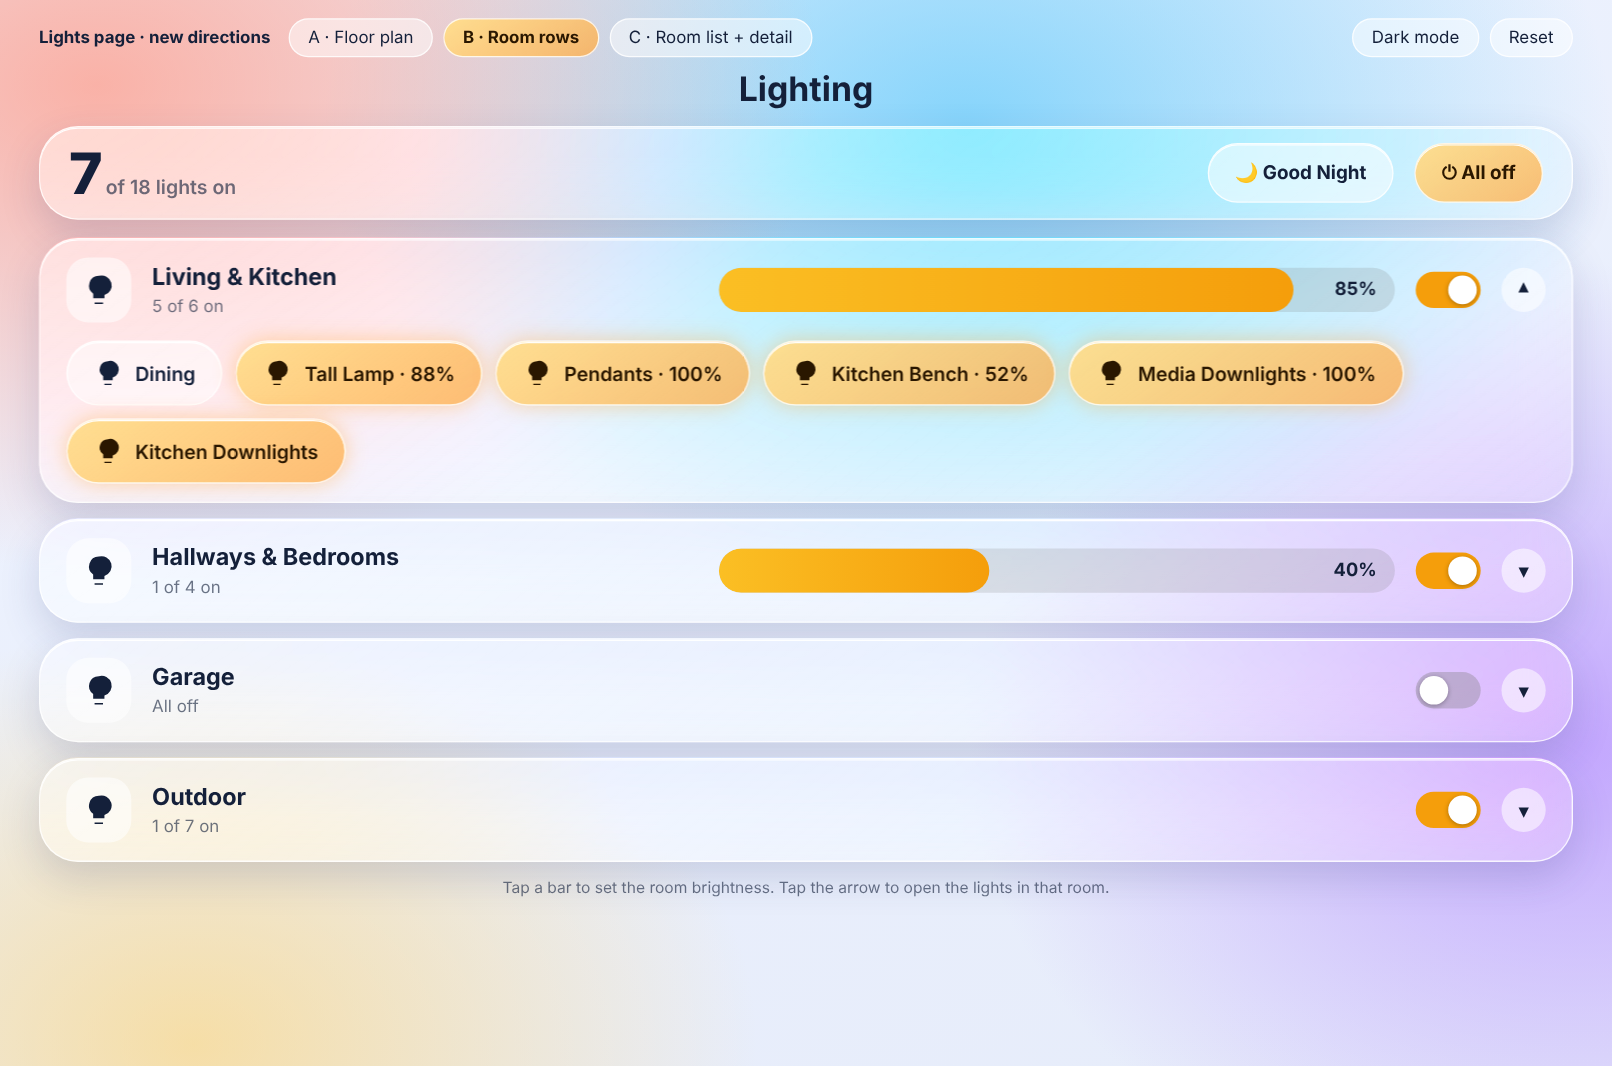 Lights page · new directions
A · Floor plan
B · Room rows
C · Room list + detail
Dark mode
Reset
Lighting
7 of 18 lights on
🌙 Good Night
⏻ All off
Living & Kitchen
5 of 6 on
85%
▲
Dining
Tall Lamp · 88%
Pendants · 100%
Kitchen Bench · 52%
Media Downlights · 100%
Kitchen Downlights
Hallways & Bedrooms
1 of 4 on
40%
▼
Garage
All off
▼
Outdoor
1 of 7 on
▼
Tap a bar to set the room brightness. Tap the arrow to open the lights in that room.